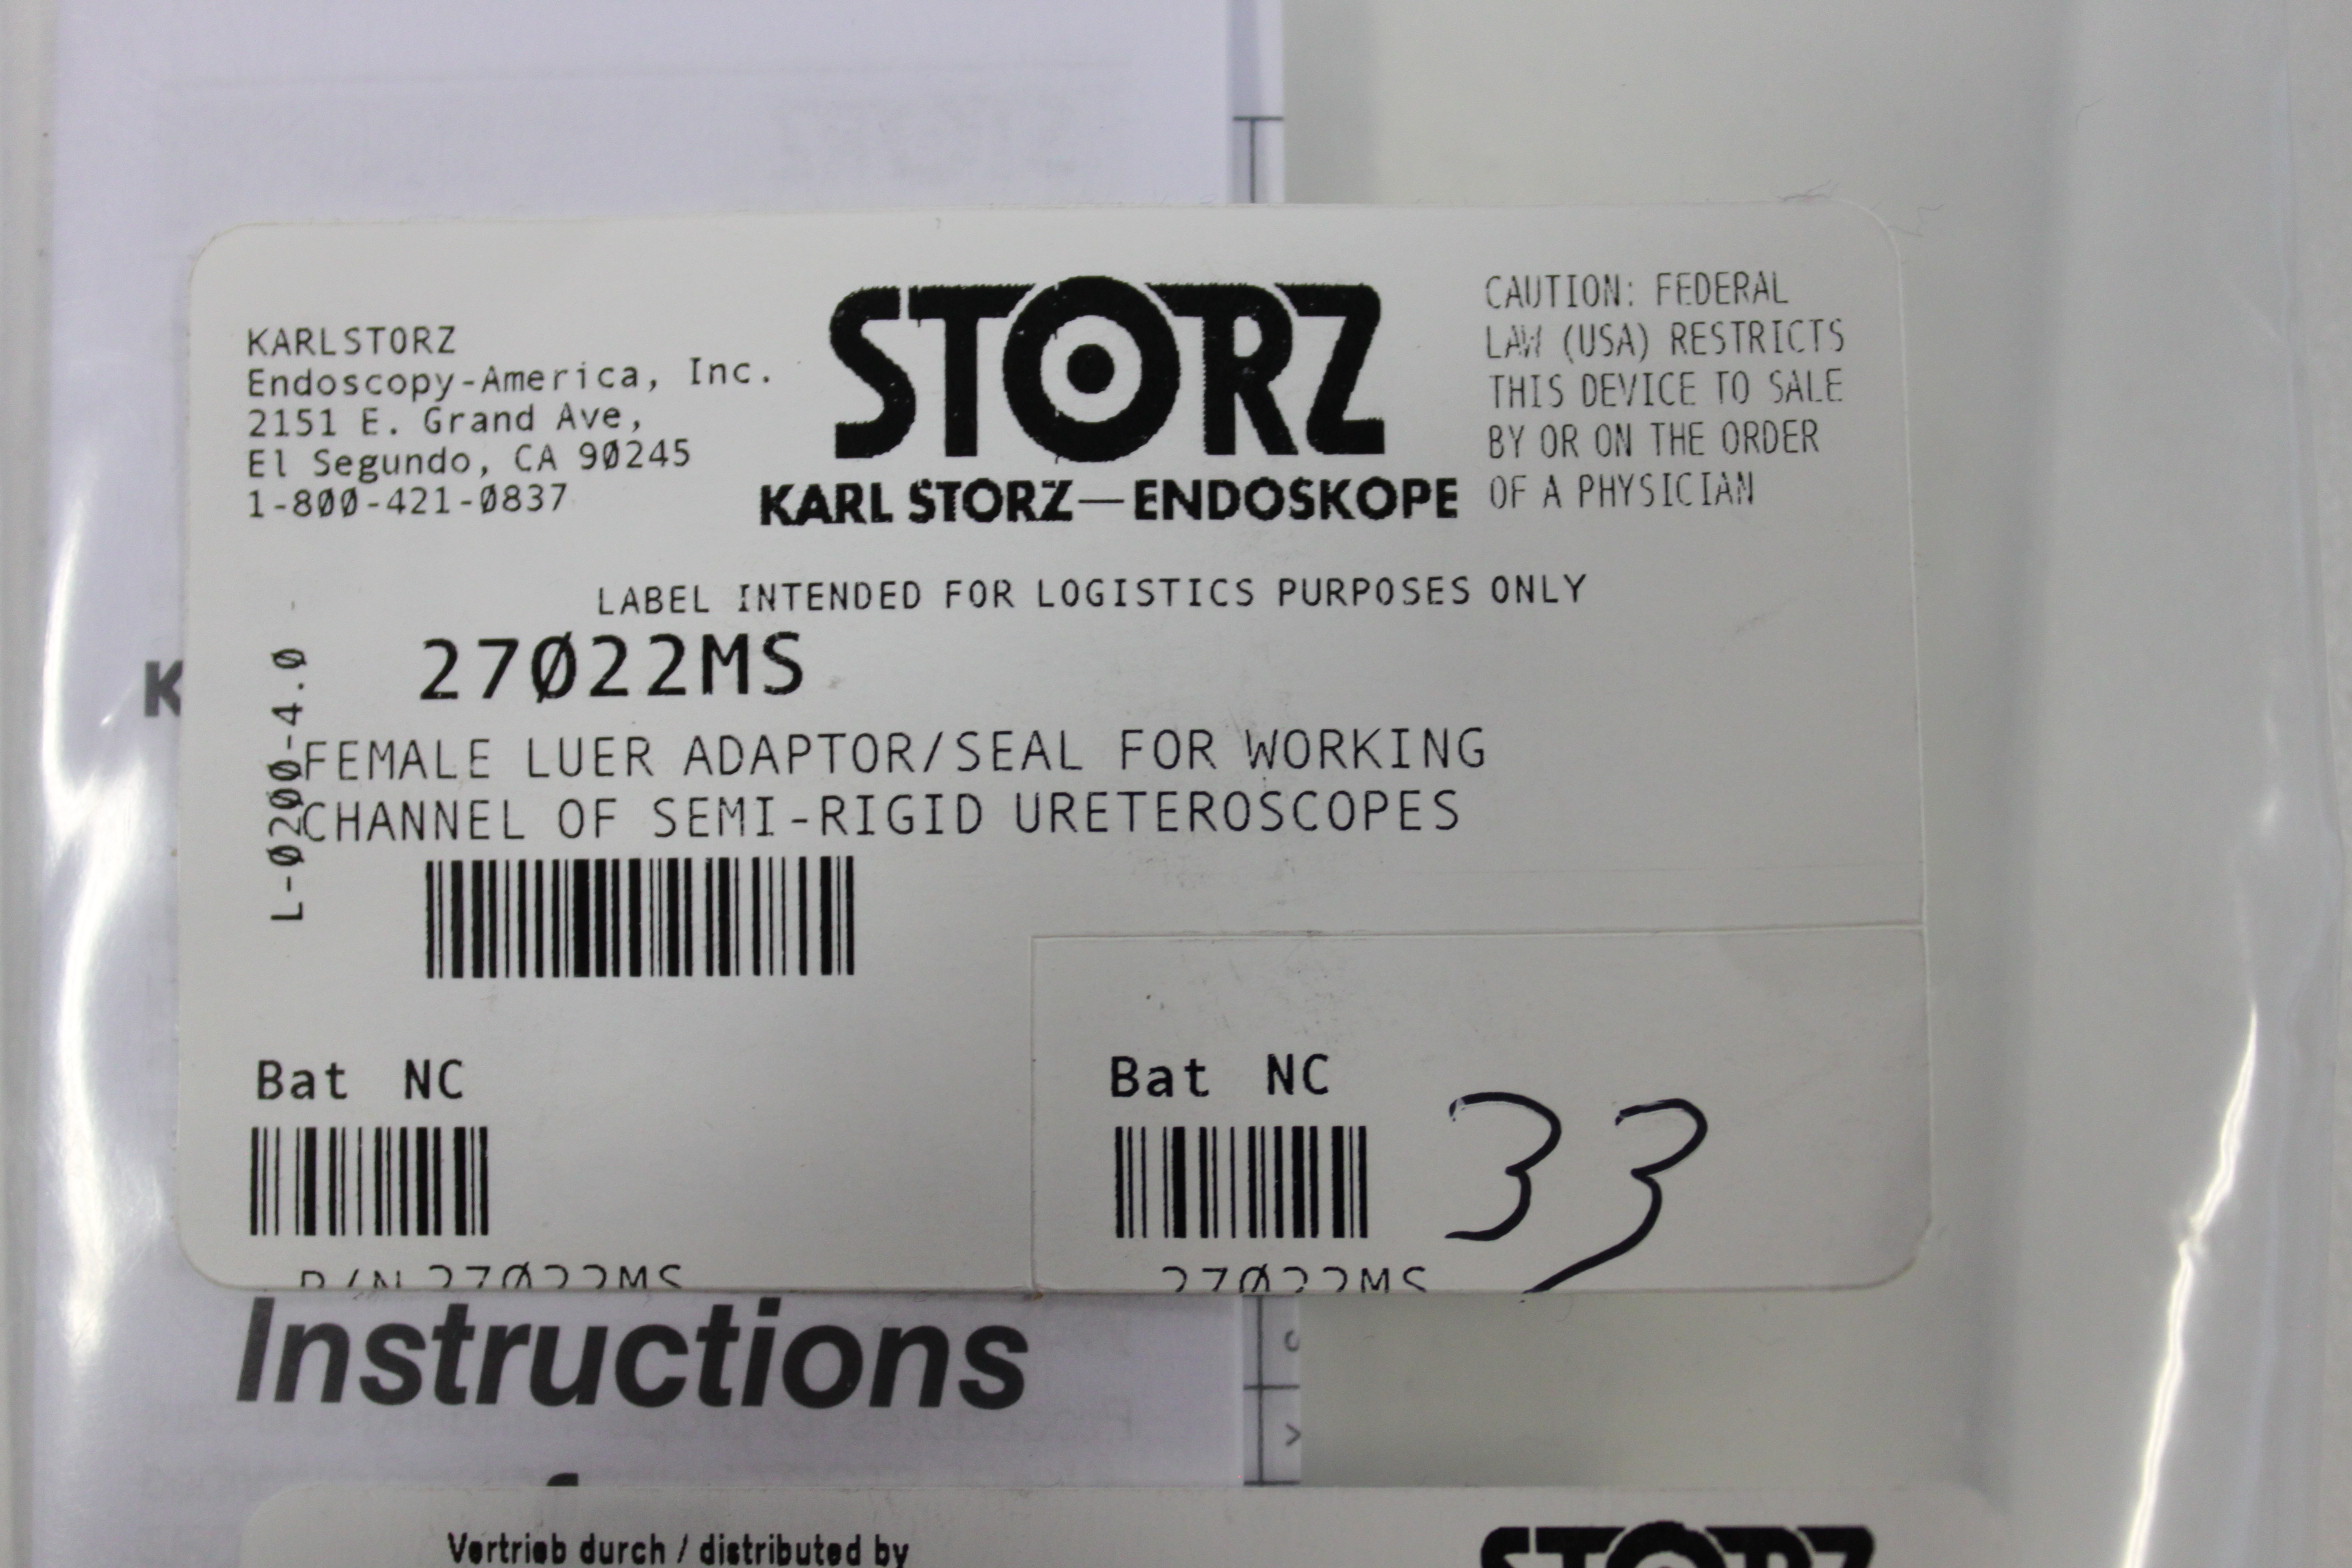 KARLSTORZ
Endoscopy-America, Inc.
2151 E. Grand Ave,
El Segundo, CA 90245
1-800-421-0837
STORZ
KARL STORZ—ENDOSKOPE
CAUTION: FEDERAL
LAW (USA) RESTRICTS
THIS DEVICE TO SALE
BY OR ON THE ORDER
OF A PHYSICIAN
LABEL INTENDED FOR LOGISTICS PURPOSES ONLY
L-0200-4.0
27022MS
FEMALE LUER ADAPTOR/SEAL FOR WORKING
CHANNEL OF SEMI-RIGID URETEROSCOPES
Bat NC
P/N 27022MS
Bat NC
33
27022MS
K
Instructions
Vertrieb durch / distributed by
STORZ